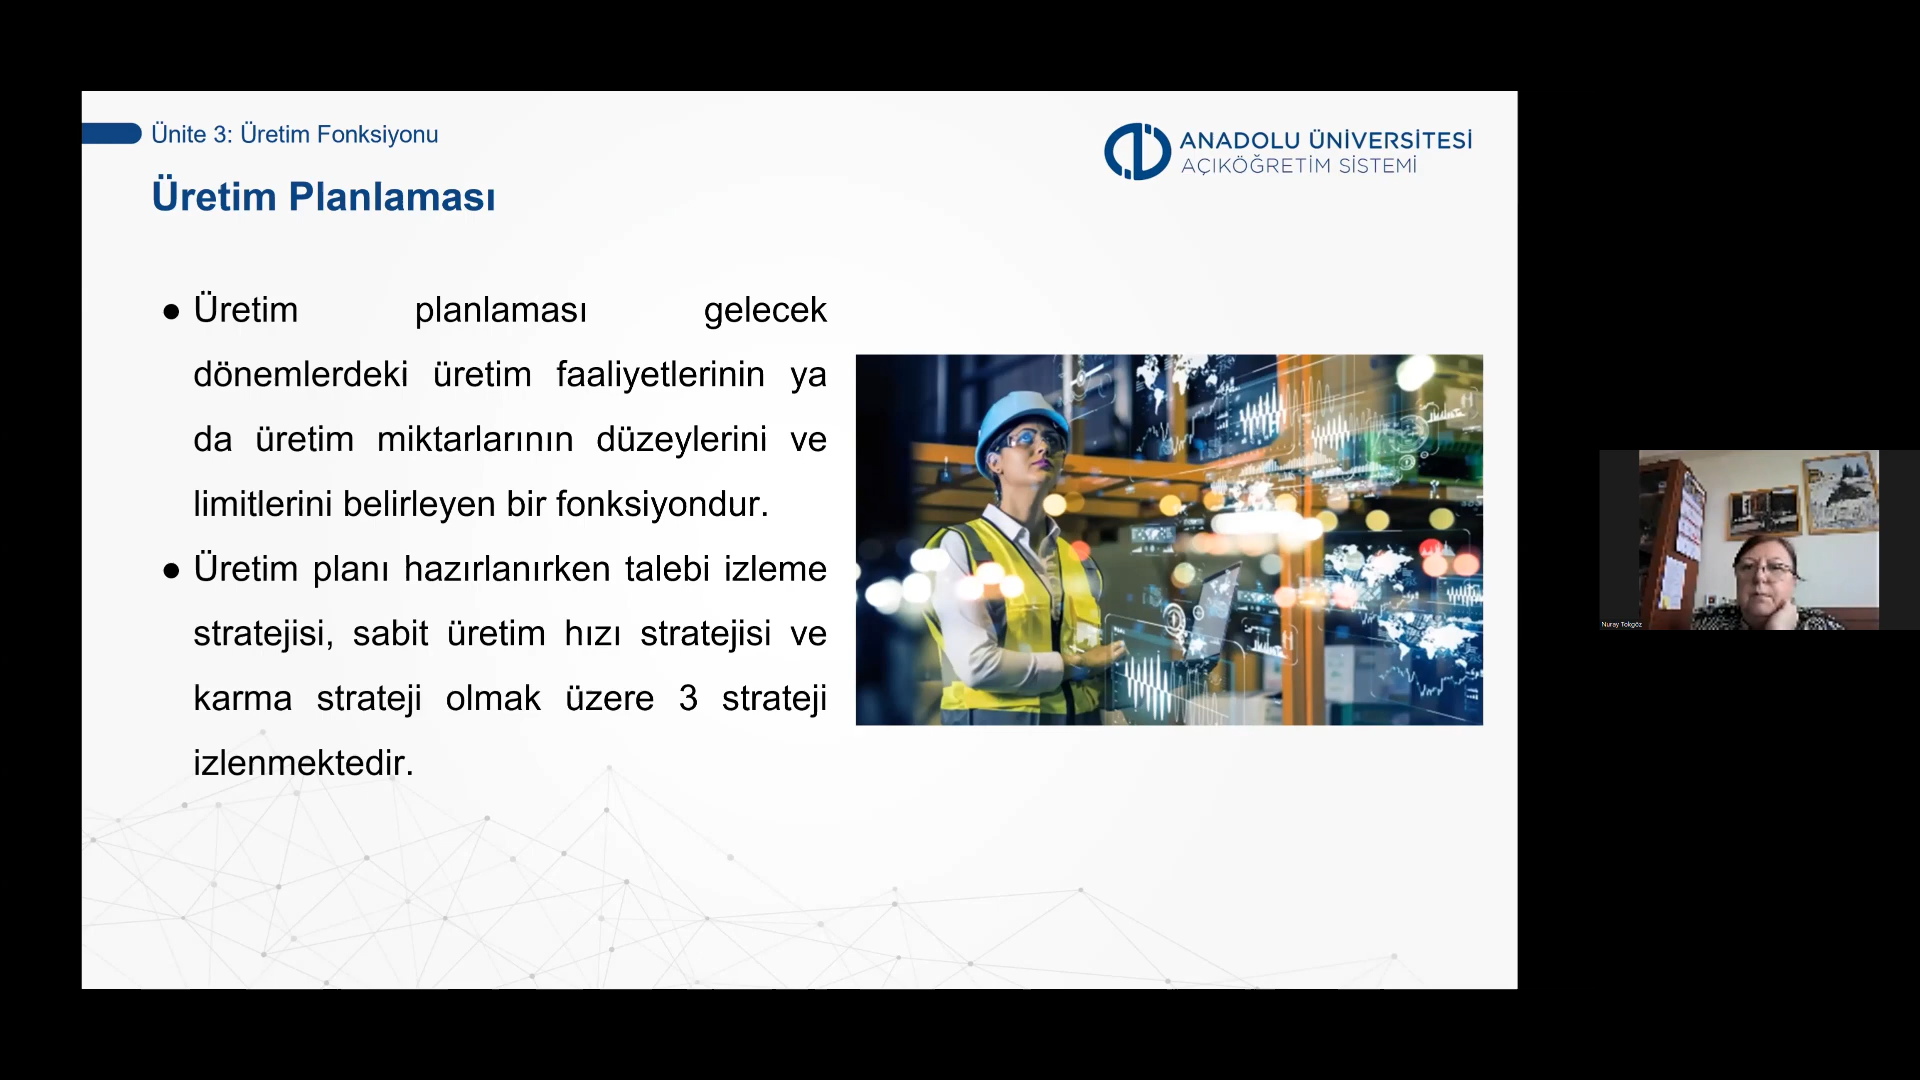 Ünite 3: Üretim Fonksiyonu
ANADOLU ÜNİVERSİTESİ
AÇIKÖĞRETİM SİSTEMİ
Üretim Planlaması
● Üretim planlaması gelecek
dönemlerdeki üretim faaliyetlerinin ya
da üretim miktarlarının düzeylerini ve
limitlerini belirleyen bir fonksiyondur.
● Üretim planı hazırlanırken talebi izleme
stratejisi, sabit üretim hızı stratejisi ve
karma strateji olmak üzere 3 strateji
izlenmektedir.
Nuray Tokgöz